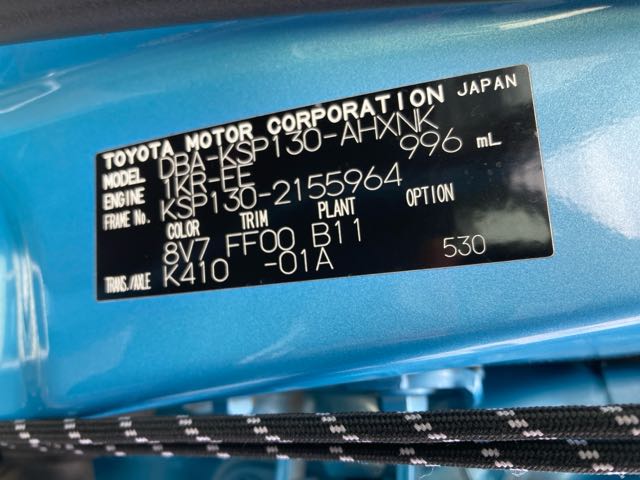 TOYOTA MOTOR CORPORATION JAPAN
MODEL DBA-KSP130-AHXNK
ENGINE 1KR-EE 996 mL
FRAME No. KSP130-2155964
COLOR TRIM PLANT OPTION
8V7 FF00 B11
TRANS./AXLE K410 -01A 530